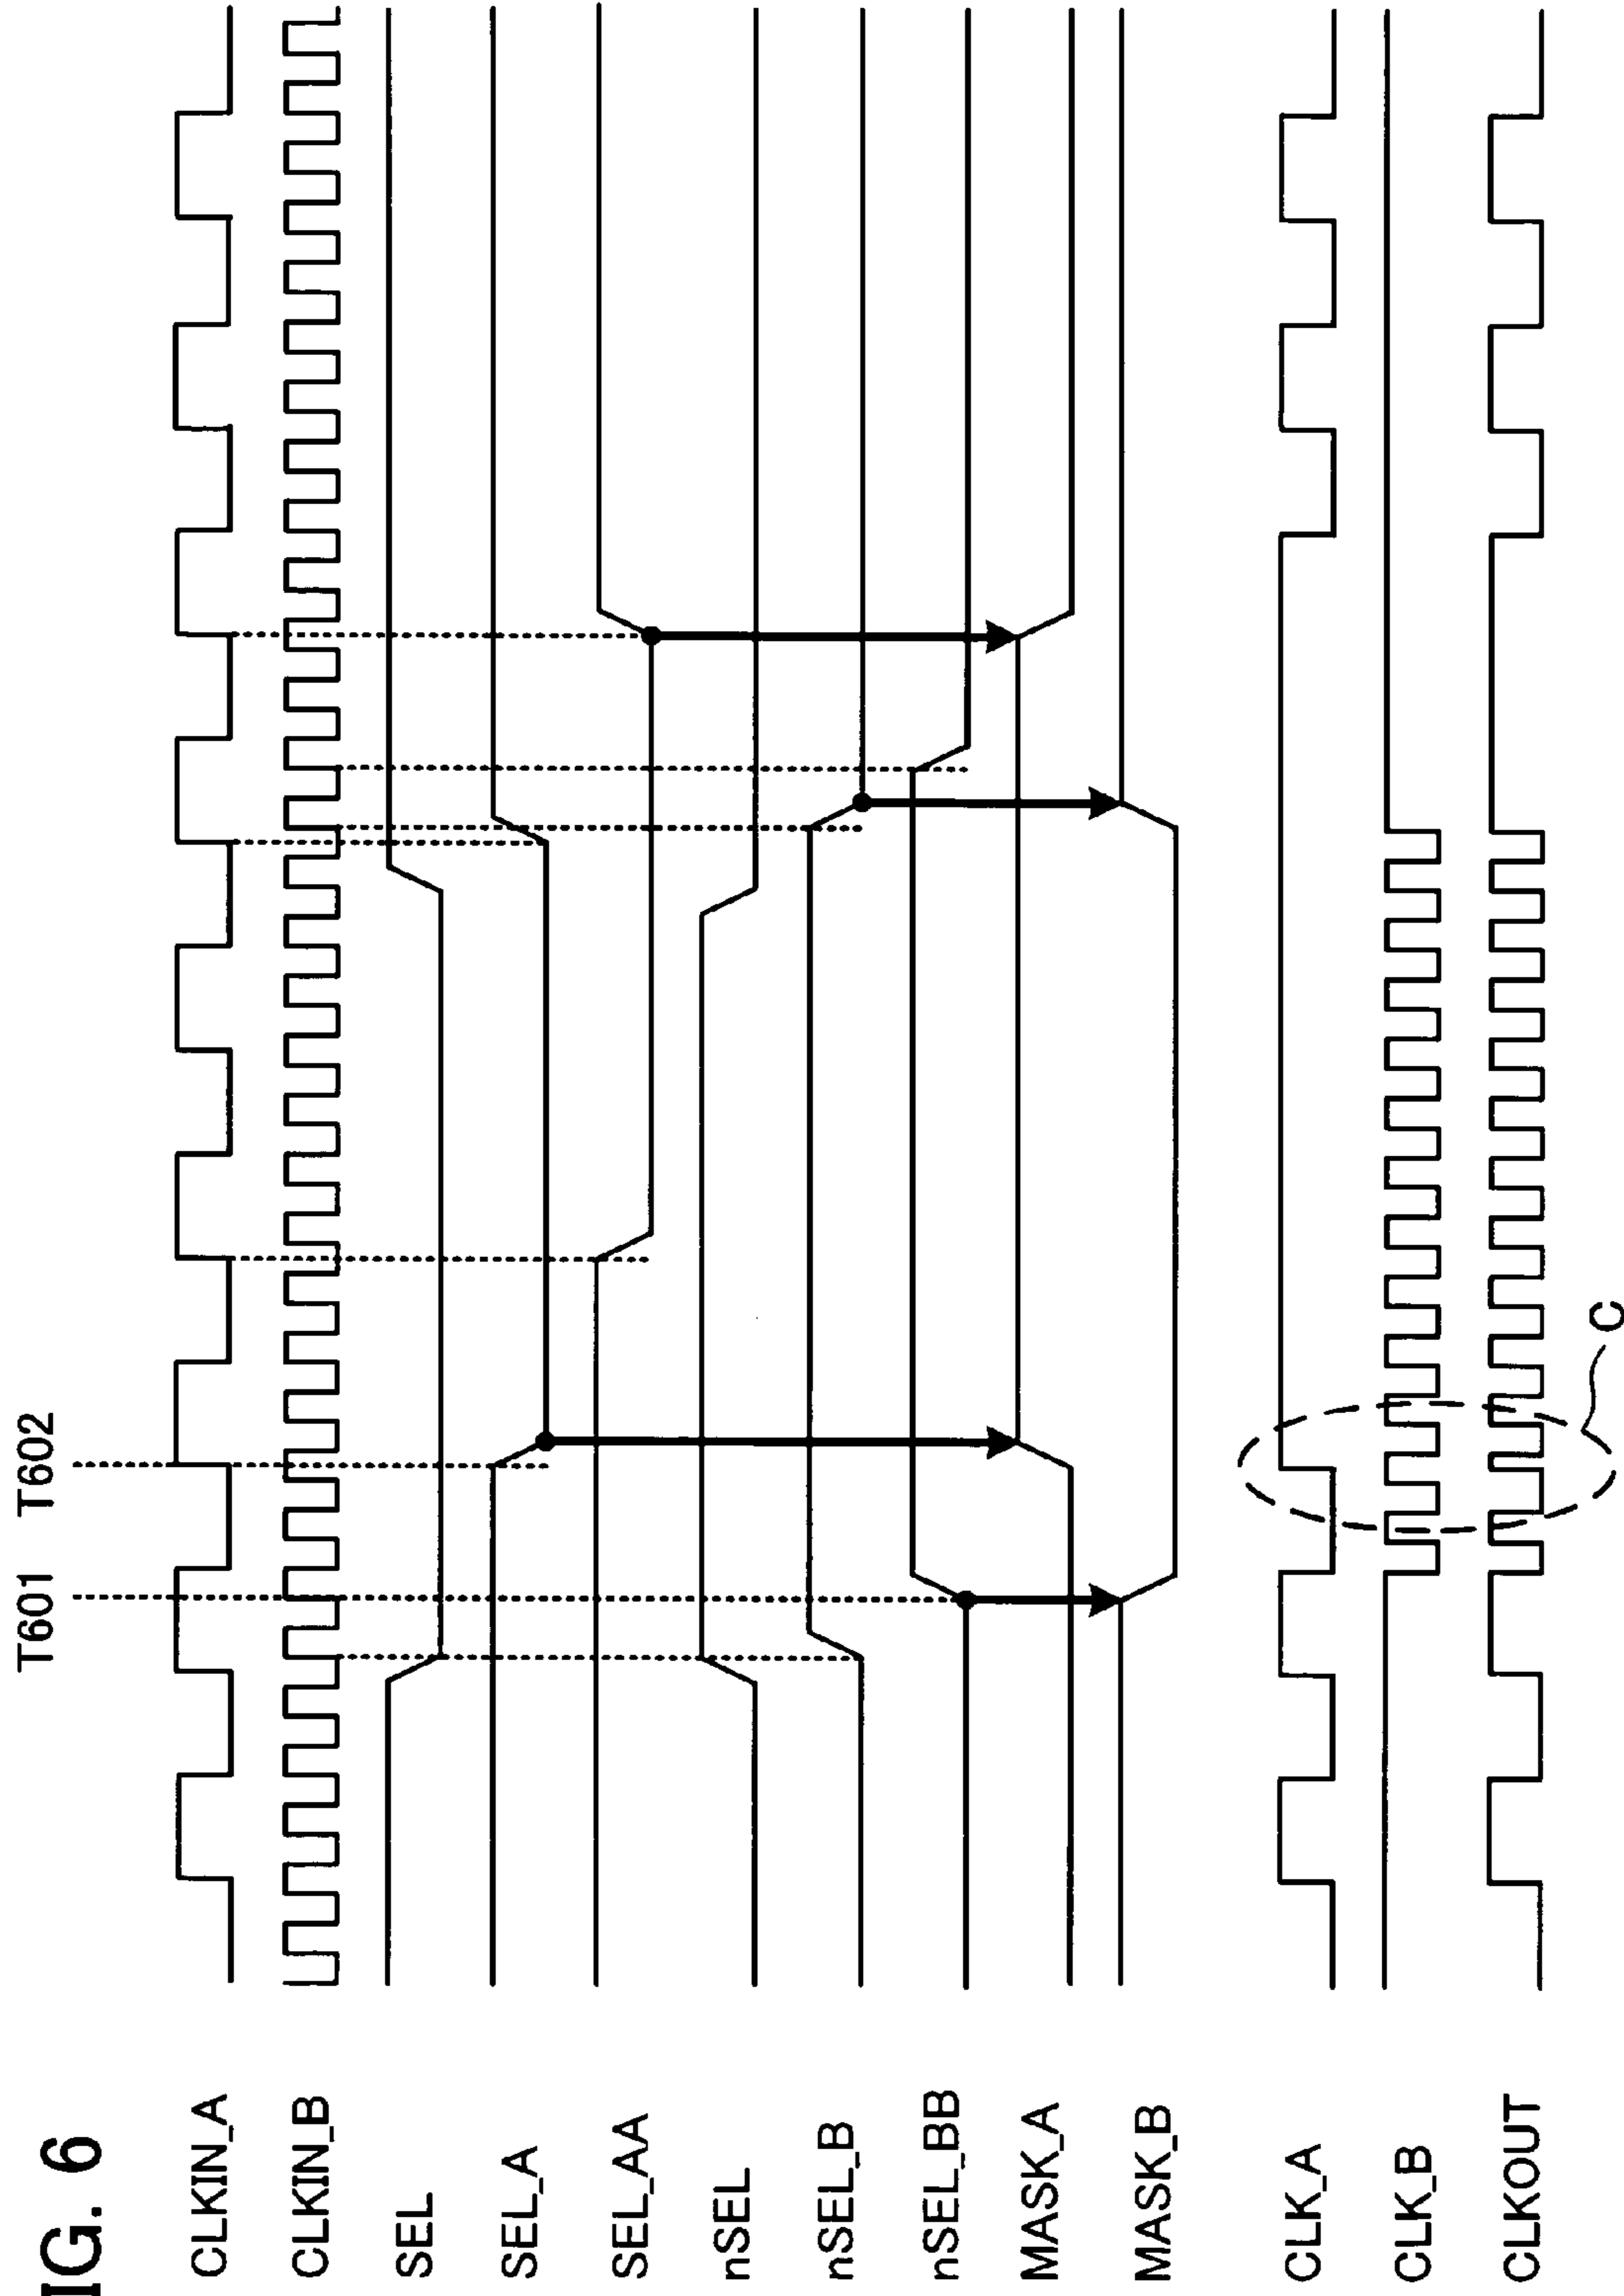 IG. 6
T601
T602
CLKIN_A
CLKIN_B
SEL
SEL_A
SEL_AA
nSEL
nSEL_B
nSEL_BB
MASK_A
MASK_B
CLK_A
CLK_B
CLKOUT
C